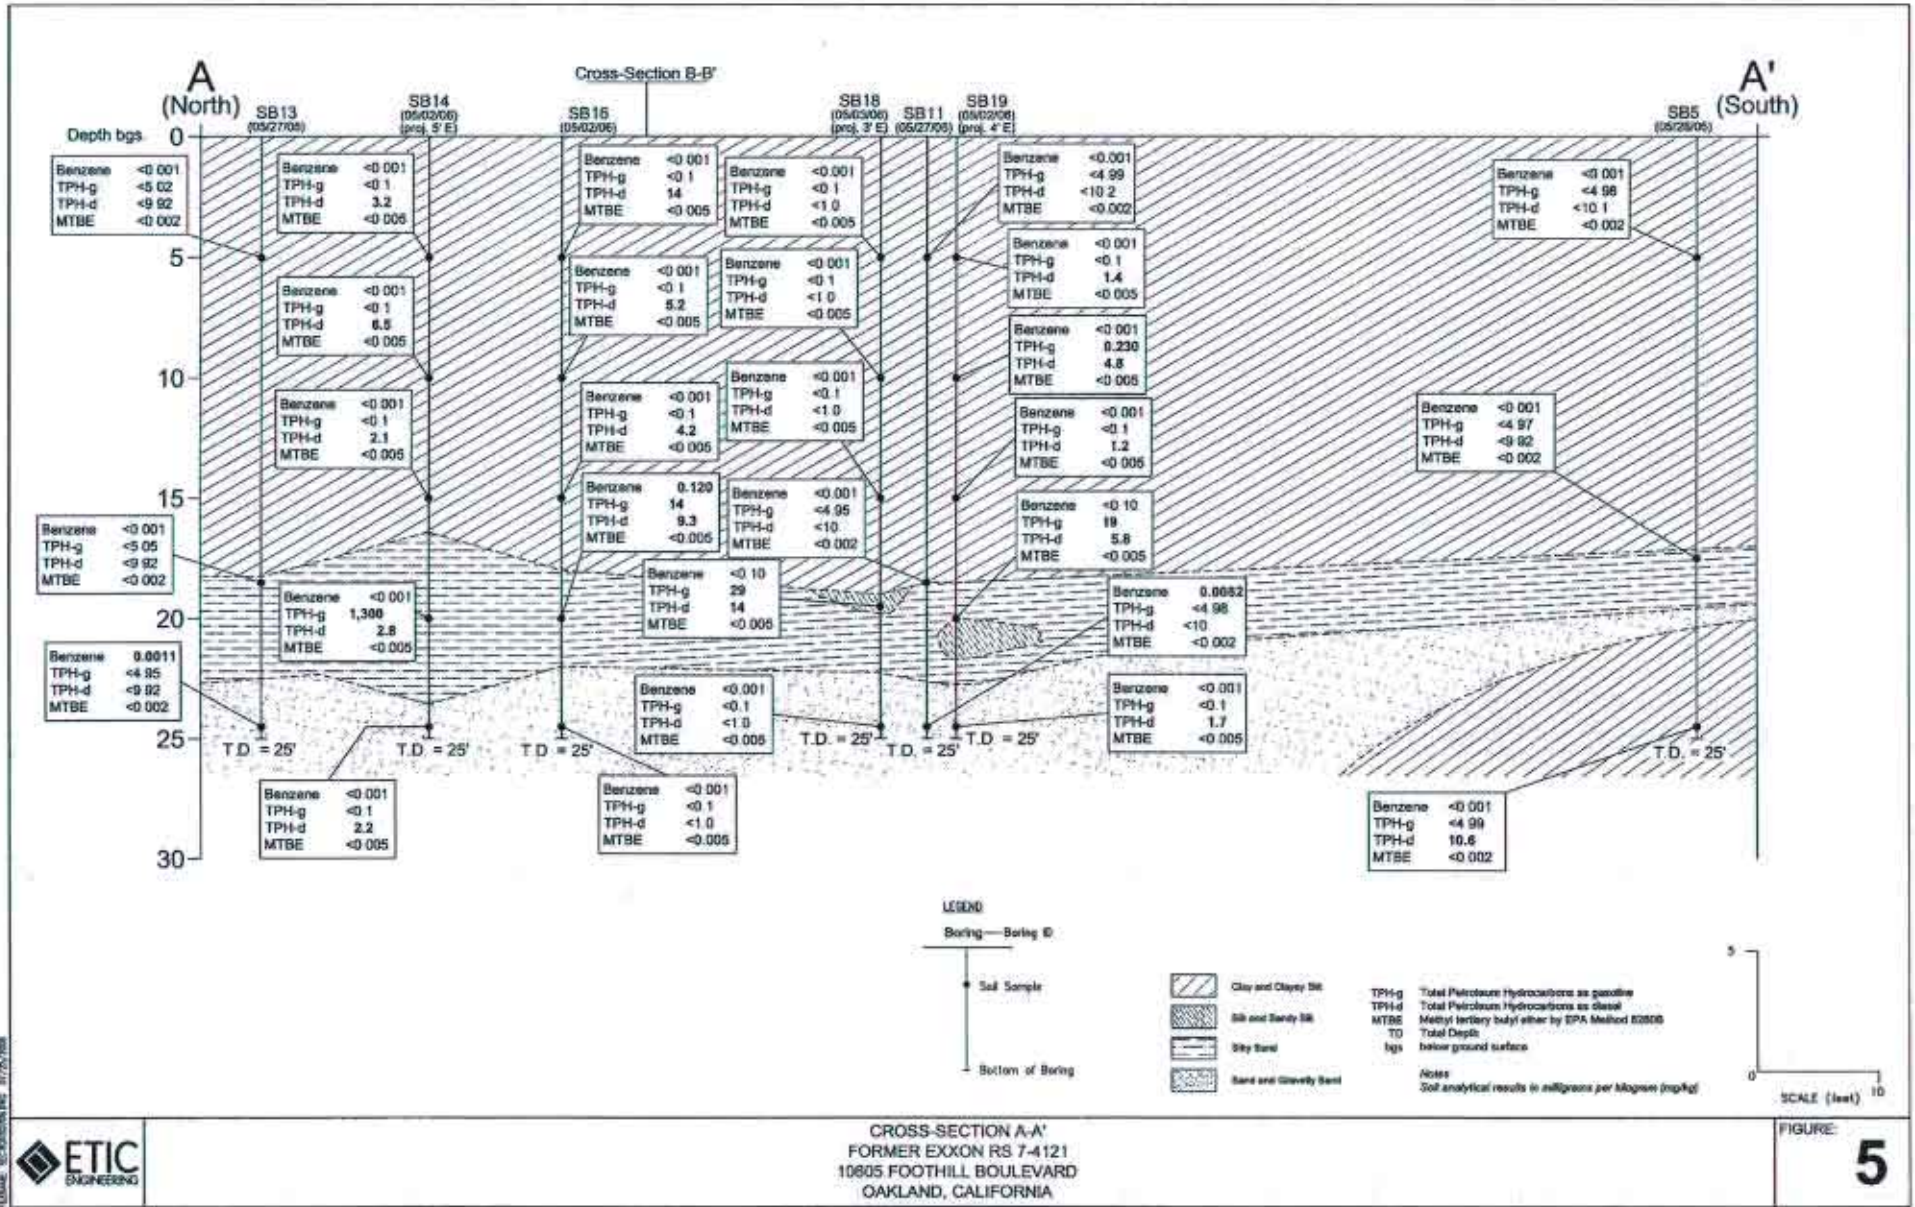 A
(North)
Cross-Section B-B'
A'
(South)
SB13
(05/27/05)
SB14
(05/02/06)
(proj. 5' E)
SB16
(05/02/06)
SB18
(05/03/06)
(proj. 3' E)
SB11
(05/27/05)
SB19
(05/02/06)
(proj. 4' E)
SB5
(05/26/05)
Depth bgs.
0
5
10
15
20
25
30
Benzene <0 001
TPH-g <5 02
TPH-d <9 92
MTBE <0 002
Benzene <0 001
TPH-g <5 05
TPH-d <9 92
MTBE <0 002
Benzene 0.0011
TPH-g <4 95
TPH-d <9 92
MTBE <0 002
T.D. = 25'
Benzene <0 001
TPH-g <0 1
TPH-d 3.2
MTBE <0 005
Benzene <0 001
TPH-g <0 1
TPH-d 6.5
MTBE <0 005
Benzene <0 001
TPH-g <0 1
TPH-d 2.1
MTBE <0 005
Benzene <0 001
TPH-g 1,300
TPH-d 2.8
MTBE <0 005
T.D. = 25'
Benzene <0 001
TPH-g <0 1
TPH-d 2.2
MTBE <0 005
Benzene <0 001
TPH-g <0 1
TPH-d 14
MTBE <0 005
Benzene <0 001
TPH-g <0 1
TPH-d 5.2
MTBE <0 005
Benzene <0 001
TPH-g <0.1
TPH-d 4.2
MTBE <0 005
Benzene 0.120
TPH-g 14
TPH-d 9.3
MTBE <0.005
T.D. = 25'
Benzene <0 001
TPH-g <0 1
TPH-d <1 0
MTBE <0.005
Benzene <0.001
TPH-g <0 1
TPH-d <1 0
MTBE <0 005
Benzene <0 001
TPH-g <0 1
TPH-d <1 0
MTBE <0 005
Benzene <0.001
TPH-g <0.1
TPH-d <1.0
MTBE <0 005
Benzene <0 10
TPH-g 29
TPH-d 14
MTBE <0 005
Benzene <0.001
TPH-g <0.1
TPH-d <1 0
MTBE <0.005
T.D. = 25'
Benzene <0.001
TPH-g <4.95
TPH-d <10
MTBE <0 002
T.D. = 25'
Benzene <0.001
TPH-g <4 99
TPH-d <10 2
MTBE <0.002
Benzene <0 001
TPH-g <0.1
TPH-d 1.4
MTBE <0 005
Benzene <0 001
TPH-g 0.230
TPH-d 4.8
MTBE <0 005
Benzene <0 001
TPH-g <0.1
TPH-d 1.2
MTBE <0 005
Benzene <0 10
TPH-g 19
TPH-d 5.8
MTBE <0 005
Benzene 0.0082
TPH-g <4 98
TPH-d <10
MTBE <0 002
Benzene <0.001
TPH-g <0.1
TPH-d 1.7
MTBE <0 005
T.D. = 25'
Benzene <0 001
TPH-g <4 98
TPH-d <10 1
MTBE <0 002
Benzene <0 001
TPH-g <4 97
TPH-d <9 92
MTBE <0 002
T.D. = 25'
Benzene <0 001
TPH-g <4 99
TPH-d 10.6
MTBE <0 002
LEGEND
Boring—Boring ID
Soil Sample
Bottom of Boring
Clay and Clayey Silt
Silt and Sandy Silt
Silty Sand
Sand and Gravelly Sand
TPH-g Total Petroleum Hydrocarbons as gasoline
TPH-d Total Petroleum Hydrocarbons as diesel
MTBE Methyl tertiary butyl ether by EPA Method 8260B
TD Total Depth
bgs below ground surface
Notes
Soil analytical results in milligrams per kilogram (mg/kg)
5
0
10
SCALE (feet)
ETIC
ENGINEERING
CROSS-SECTION A-A'
FORMER EXXON RS 7-4121
10605 FOOTHILL BOULEVARD
OAKLAND, CALIFORNIA
FIGURE:
5